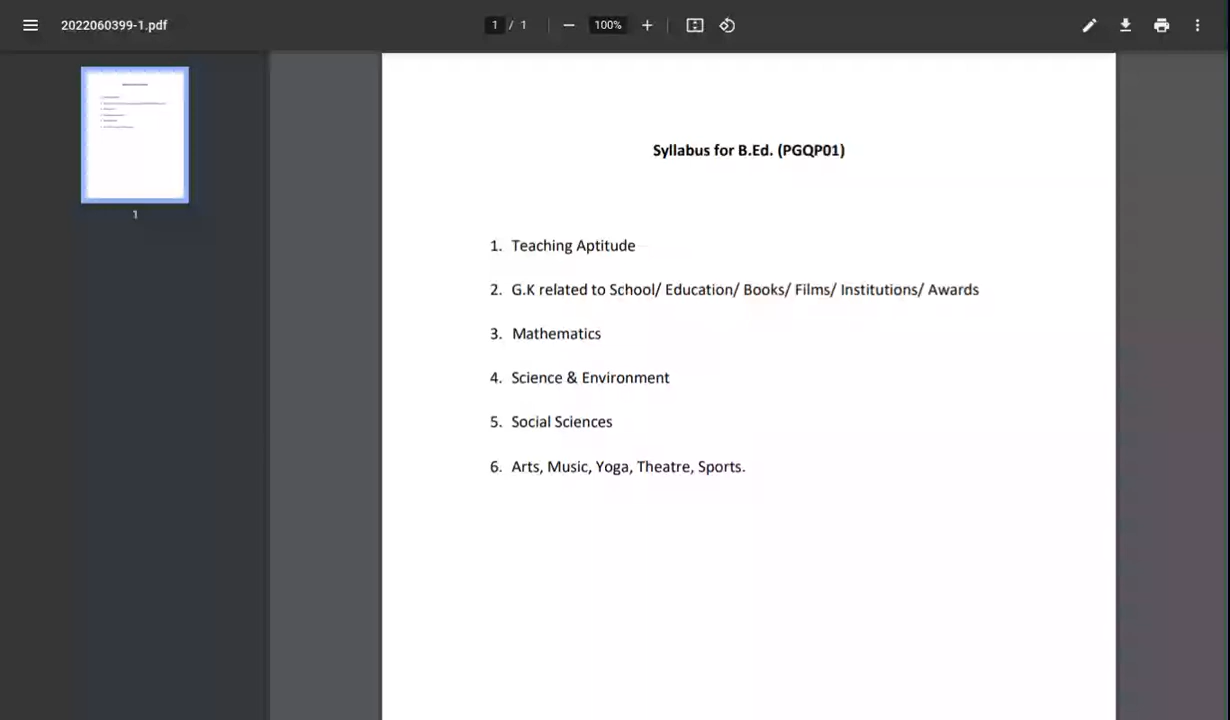 2022060399-1.pdf
1 / 1
100%
1
Syllabus for B.Ed. (PGQP01)
1. Teaching Aptitude
2. G.K related to School/ Education/ Books/ Films/ Institutions/ Awards
3. Mathematics
4. Science & Environment
5. Social Sciences
6. Arts, Music, Yoga, Theatre, Sports.